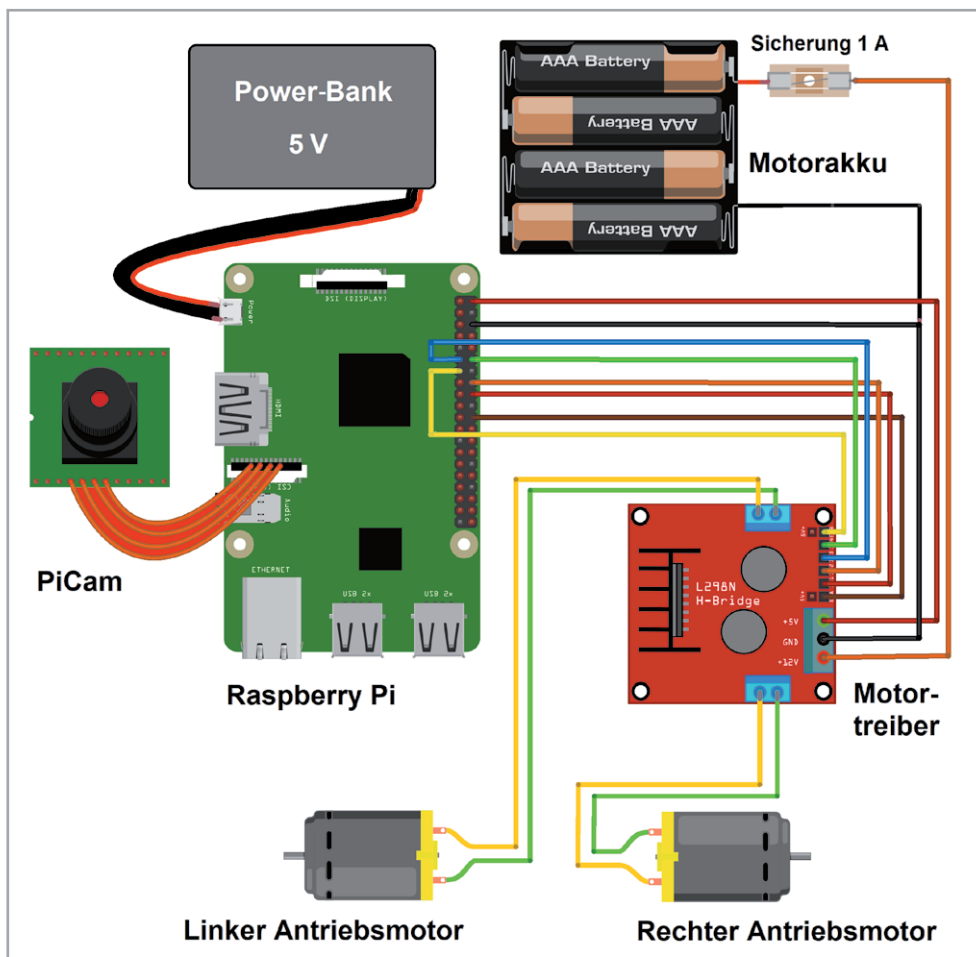 Power-Bank
5 V
AAA Battery
AAA Battery
AAA Battery
AAA Battery
Sicherung 1 A
Motorakku
DSI (DISPLAY)
Power
HDMI
CSI (
Audio
ETHERNET
USB 2x
USB 2x
PiCam
Raspberry Pi
L298N
H-Bridge
+5V
GND
+12V
Motor-
treiber
Linker Antriebsmotor
Rechter Antriebsmotor